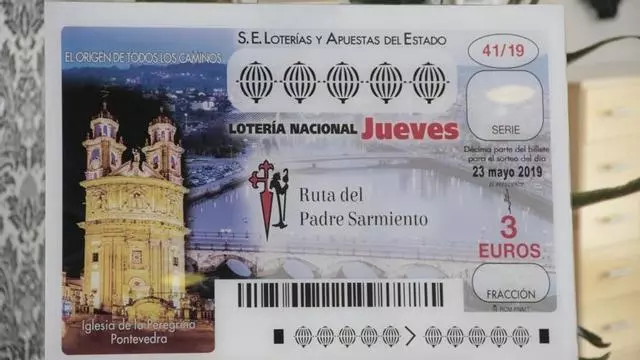 S.E. LOTERÍAS Y APUESTAS DEL ESTADO
41/19
EL ORIGEN DE TODOS LOS CAMINOS
SERIE
LOTERÍA NACIONAL Jueves
Décima parte del billete
para el sorteo del día
23 mayo 2019
EL PRESIDENTE
Ruta del
Padre Sarmiento
3
EUROS
FRACCIÓN
Iglesia de la Peregrina
Pontevedra